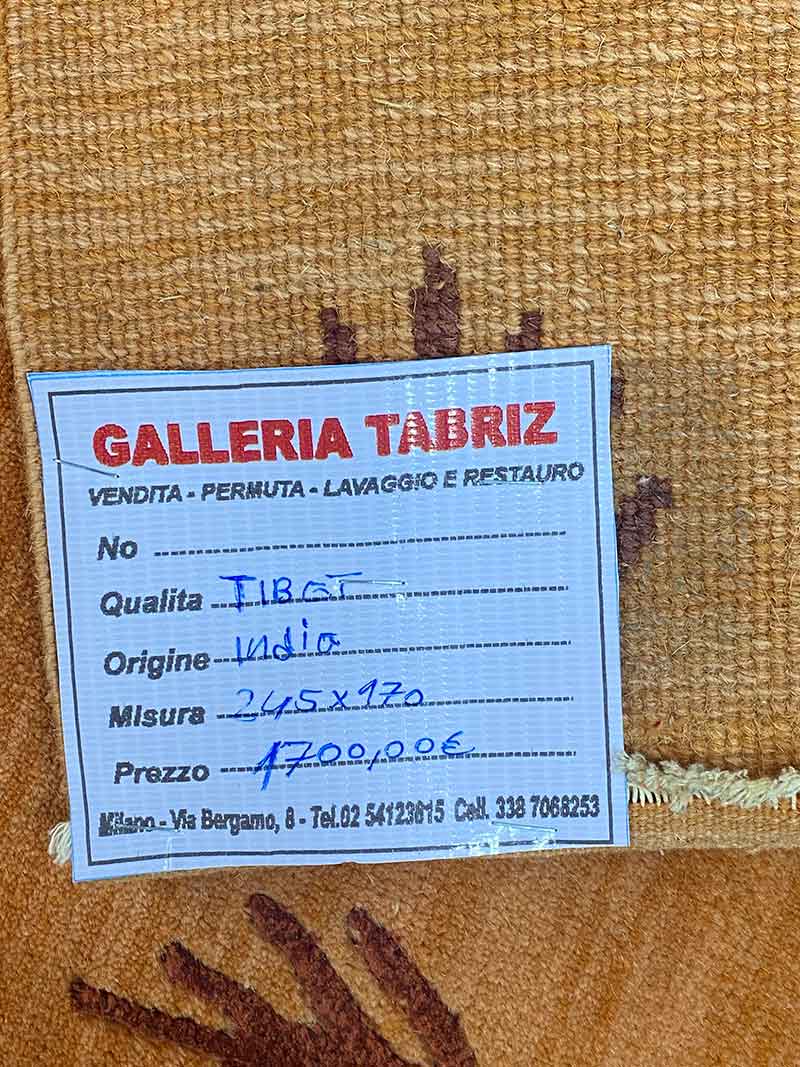 GALLERIA TABRIZ
VENDITA - PERMUTA - LAVAGGIO E RESTAURO
No
Qualita TIBET
Origine India
Misura 245x170
Prezzo 1700,00€
Milano - Via Bergamo, 8 - Tel.02 54123615 Cell. 338 7068253